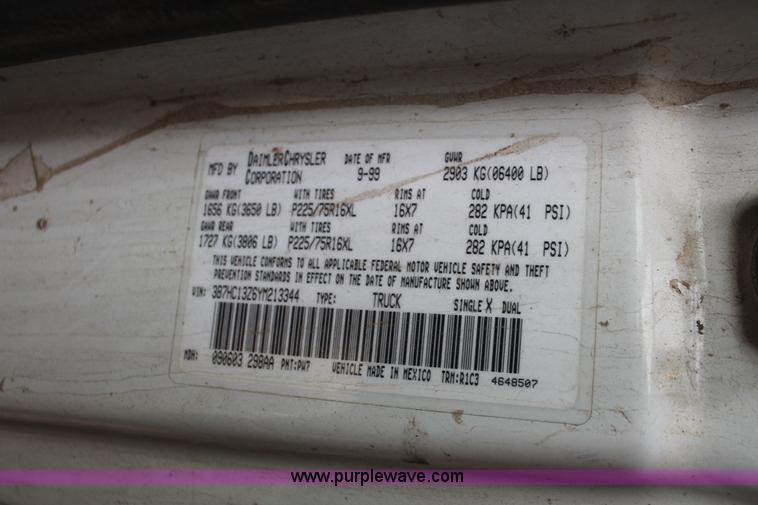 MFD BY DAIMLERCHRYSLER CORPORATION DATE OF MFR 9-99 GVWR 2903 KG(06400 LB)
GAWR FRONT WITH TIRES RIMS AT COLD
1656 KG(3650 LB) P225/75R16XL 16X7 282 KPA(41 PSI)
GAWR REAR WITH TIRES RIMS AT COLD
1727 KG(3806 LB) P225/75R16XL 16X7 282 KPA(41 PSI)
THIS VEHICLE CONFORMS TO ALL APPLICABLE FEDERAL MOTOR VEHICLE SAFETY AND THEFT
PREVENTION STANDARDS IN EFFECT ON THE DATE OF MANUFACTURE SHOWN ABOVE.
VIN: 3B7HC13Z6YM213344 TYPE: TRUCK SINGLE X DUAL
MDH: 090603 298AA PNT:PW7 VEHICLE MADE IN MEXICO TRM:R1C3 4648507
www.purplewave.com